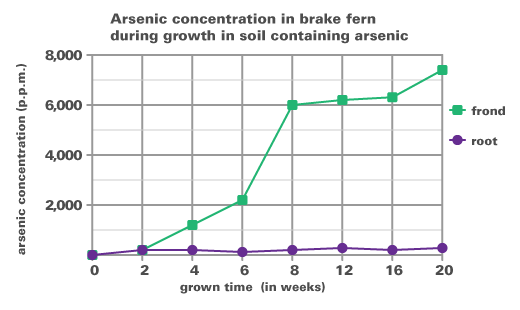 Arsenic concentration in brake fern
during growth in soil containing arsenic
arsenic concentration (p.p.m.)
8,000
6,000
4,000
2,000
0 2 4 6 8 12 16 20
grown time (in weeks)
frond
root